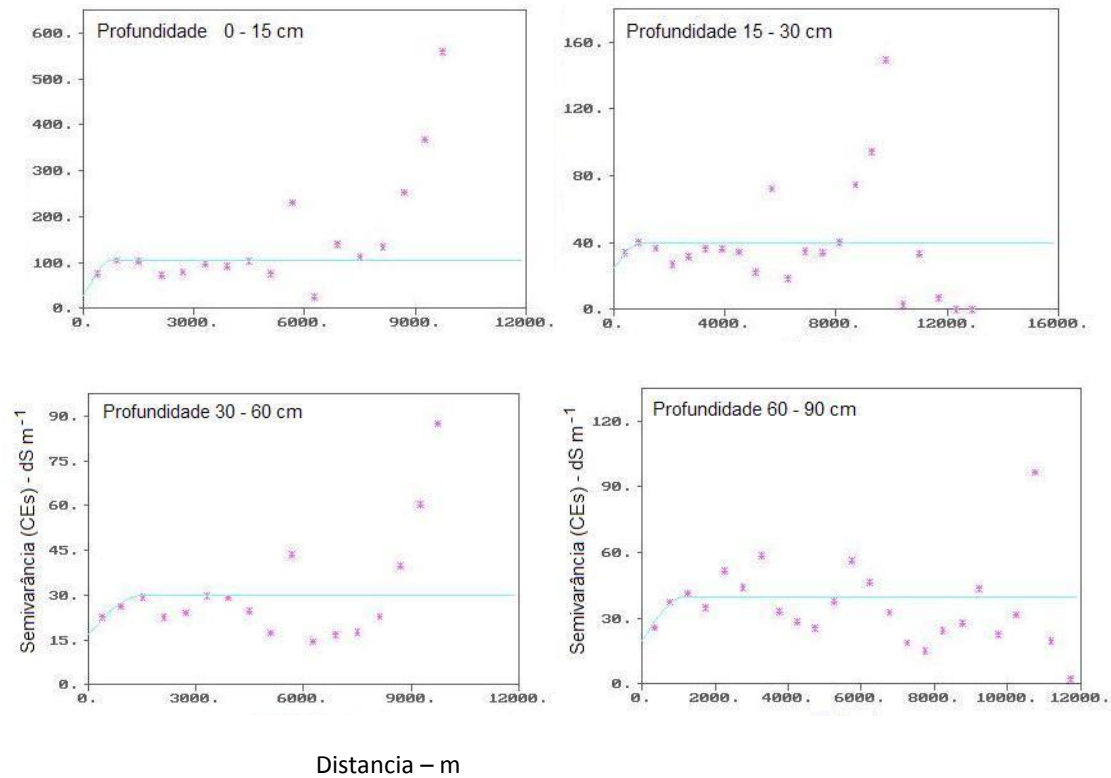 Profundidade 0 - 15 cm
600.
500.
400.
300.
200.
100.
0.
0. 3000. 6000. 9000. 12000.
Profundidade 15 - 30 cm
160.
120.
80.
40.
0.
0. 4000. 8000. 12000. 16000.
Profundidade 30 - 60 cm
Semivarância (CEs) - dS m⁻¹
90.
75.
60.
45.
30.
15.
0.
0. 3000. 6000. 9000. 12000.
Profundidade 60 - 90 cm
Semivarância (CEs) - dS m⁻¹
120.
90.
60.
30.
0.
0. 2000. 4000. 6000. 8000. 10000. 12000.
Distancia – m